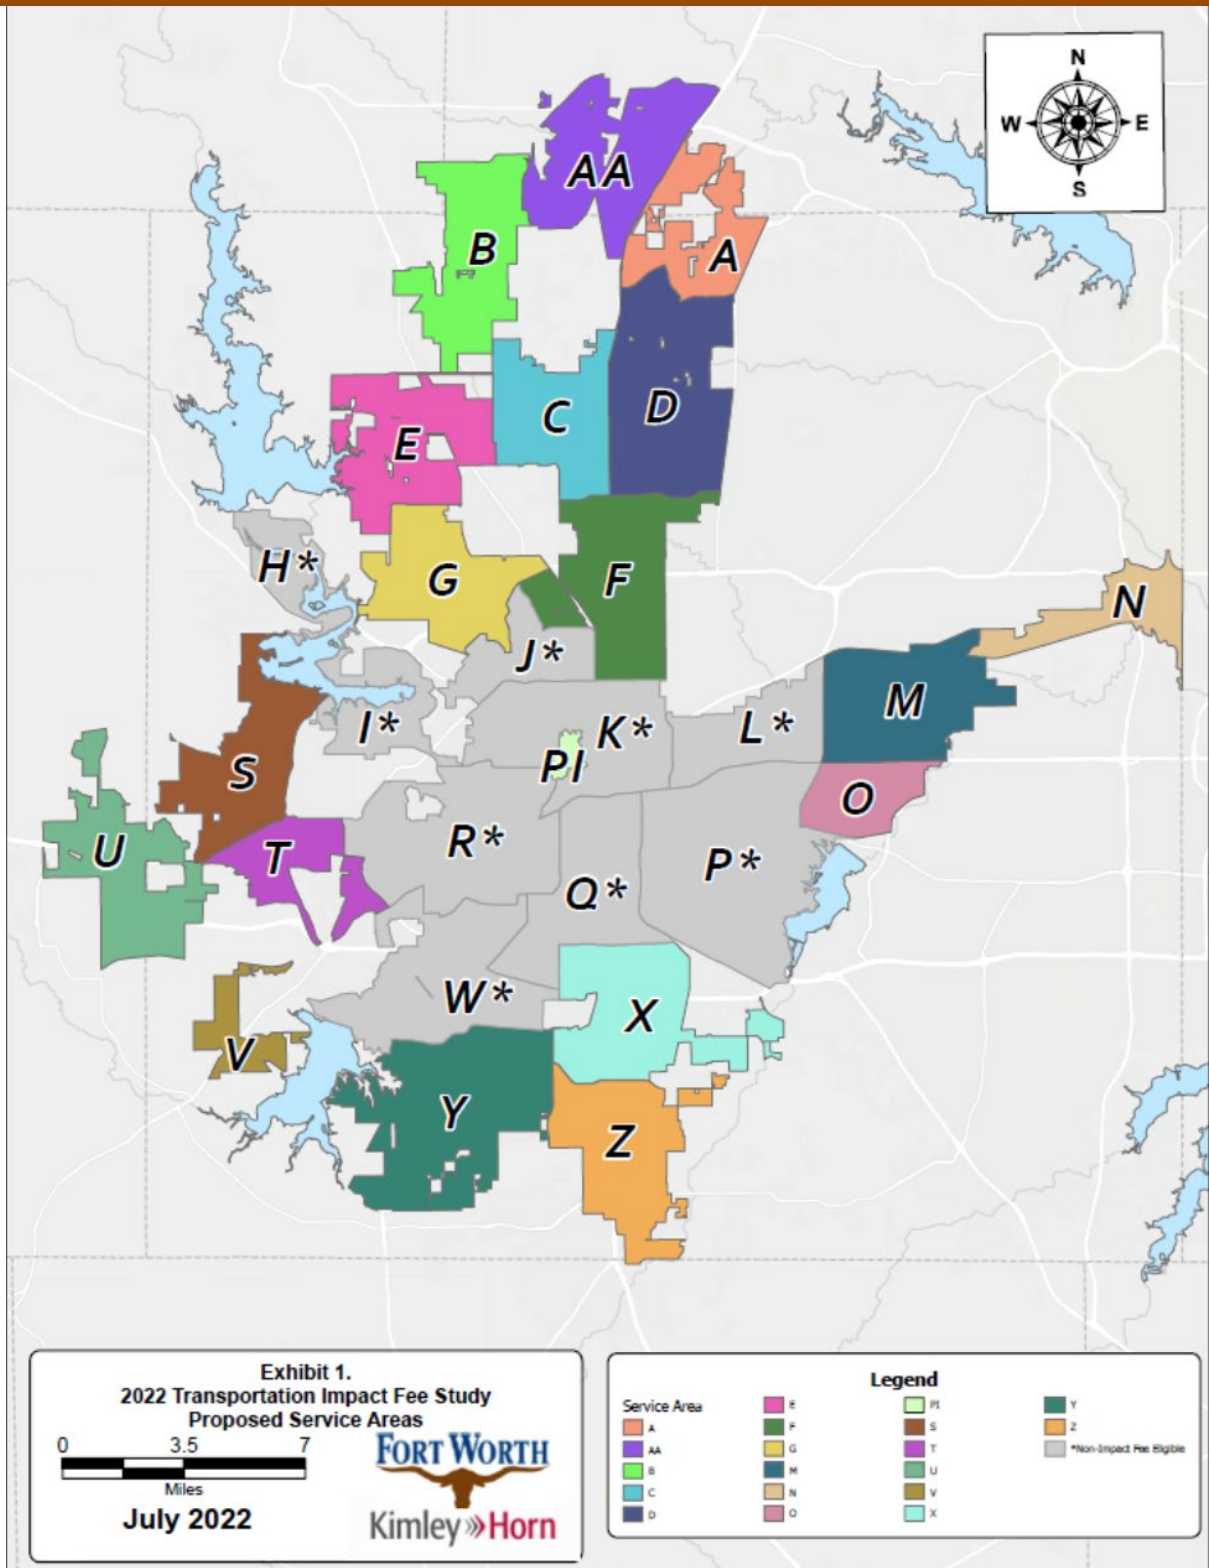 N
W E
S
AA
B
A
C
D
E
F
G
H*
N
J*
M
K*
L*
I*
PI
S
O
R*
U
T
P*
Q*
W*
X
V
Y
Z
Exhibit 1.
2022 Transportation Impact Fee Study
Proposed Service Areas
0 3.5 7
Miles
July 2022
FORT WORTH
Kimley»Horn
Legend
Service Area
A
AA
B
C
D
E
F
G
M
N
O
PI
S
T
U
V
X
Y
Z
*Non-Impact Fee Eligible